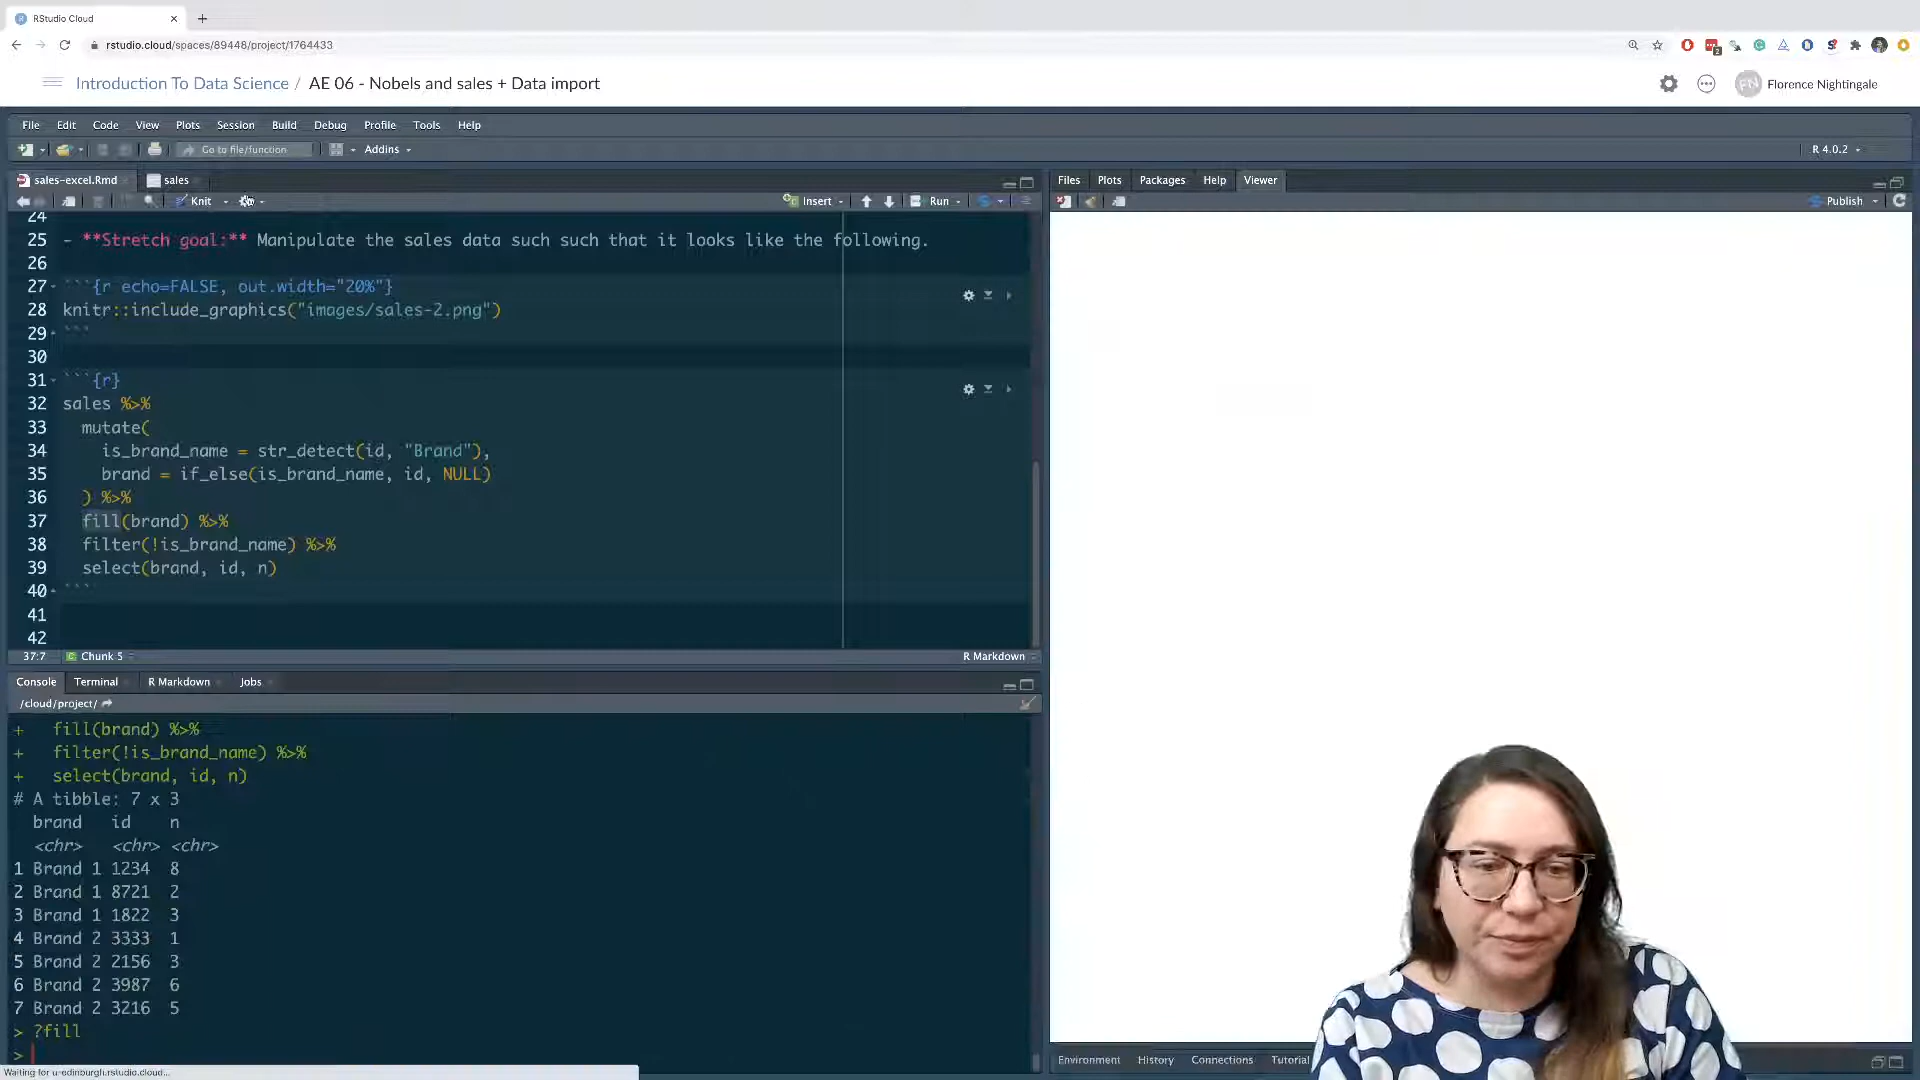 RStudio Cloud
rstudio.cloud/spaces/89448/project/1764433
Introduction To Data Science / AE 06 - Nobels and sales + Data import
FN Florence Nightingale
File Edit Code View Plots Session Build Debug Profile Tools Help
Go to file/function Addins R 4.0.2
sales-excel.Rmd sales
Files Plots Packages Help Viewer
Knit Insert Run
Publish
24
25 - **Stretch goal:** Manipulate the sales data such such that it looks like the following.
26
27 ```{r echo=FALSE, out.width="20%"}
28 knitr::include_graphics("images/sales-2.png")
29 ```
30
31 ```{r}
32 sales %>%
33 mutate(
34 is_brand_name = str_detect(id, "Brand"),
35 brand = if_else(is_brand_name, id, NULL)
36 ) %>%
37 fill(brand) %>%
38 filter(!is_brand_name) %>%
39 select(brand, id, n)
40 ```
41
42
37:7 Chunk 5 R Markdown
Console Terminal R Markdown Jobs
/cloud/project/
+ fill(brand) %>%
+ filter(!is_brand_name) %>%
+ select(brand, id, n)
# A tibble: 7 x 3
brand id n
<chr> <chr> <chr>
1 Brand 1 1234 8
2 Brand 1 8721 2
3 Brand 1 1822 3
4 Brand 2 3333 1
5 Brand 2 2156 3
6 Brand 2 3987 6
7 Brand 2 3216 5
> ?fill
>
Environment History Connections Tutorial
Waiting for u-edinburgh.rstudio.cloud...